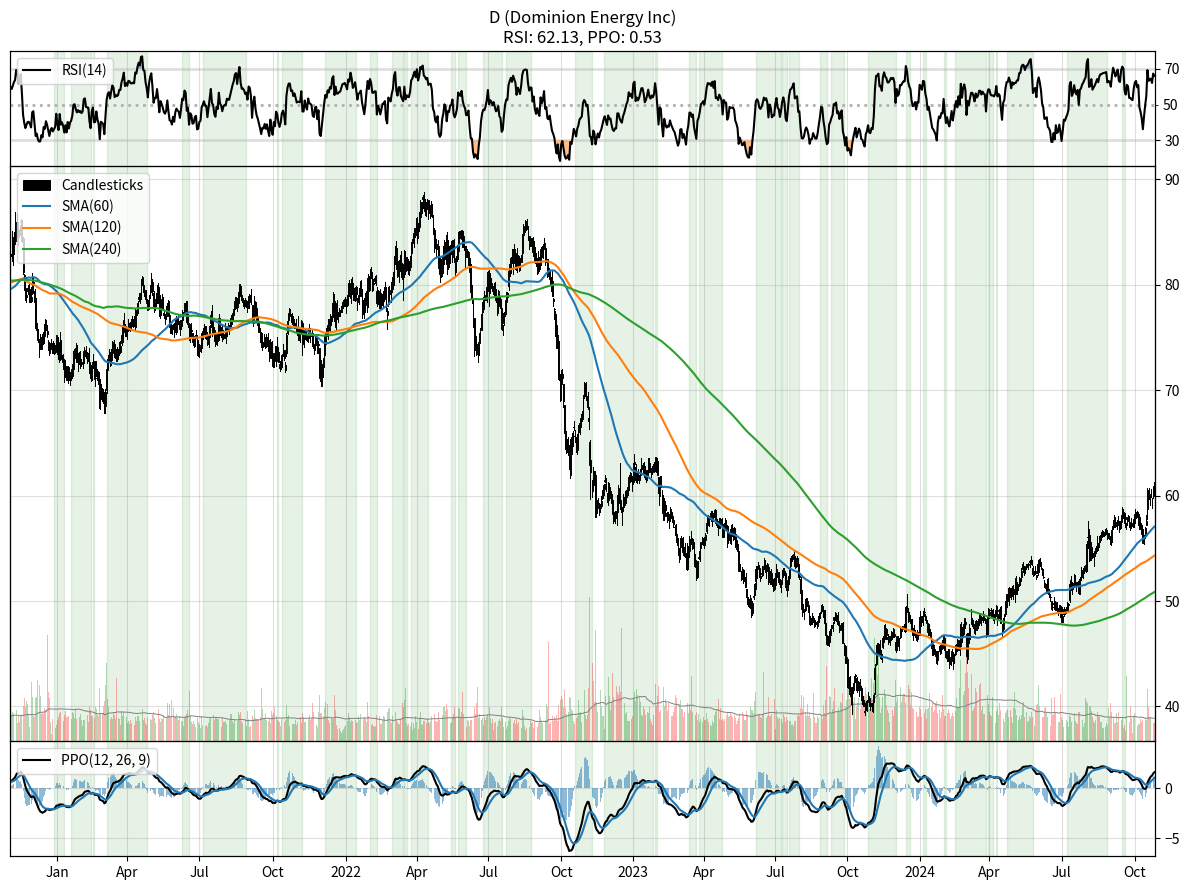 D (Dominion Energy Inc)
RSI: 62.13, PPO: 0.53
RSI(14)
70
50
30
Candlesticks
SMA(60)
SMA(120)
SMA(240)
90
80
70
60
50
40
PPO(12, 26, 9)
0
−5
Jan Apr Jul Oct 2022 Apr Jul Oct 2023 Apr Jul Oct 2024 Apr Jul Oct